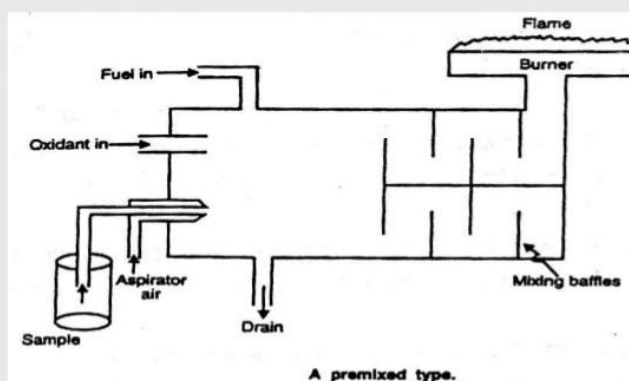 Flame
Burner
Fuel in
Oxidant in
Aspirator
air
Sample
Drain
Mixing baffles
A premixed type.